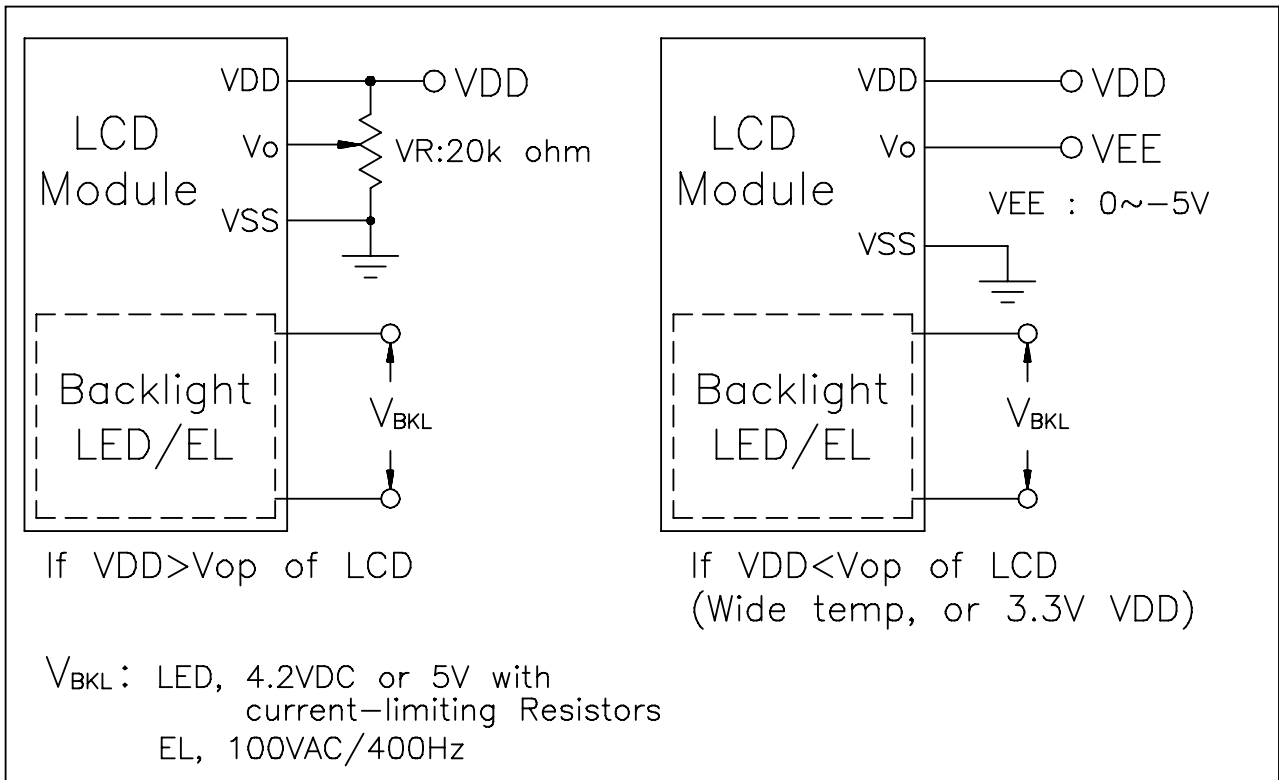 VDD
VDD
LCD
Module
Vo
VR:20k ohm
VSS
Backlight
LED/EL
VBKL
If VDD>Vop of LCD
VDD
VDD
LCD
Module
Vo
VEE
VEE : 0~-5V
VSS
Backlight
LED/EL
VBKL
If VDD<Vop of LCD
(Wide temp, or 3.3V VDD)
VBKL: LED, 4.2VDC or 5V with
current-limiting Resistors
EL, 100VAC/400Hz